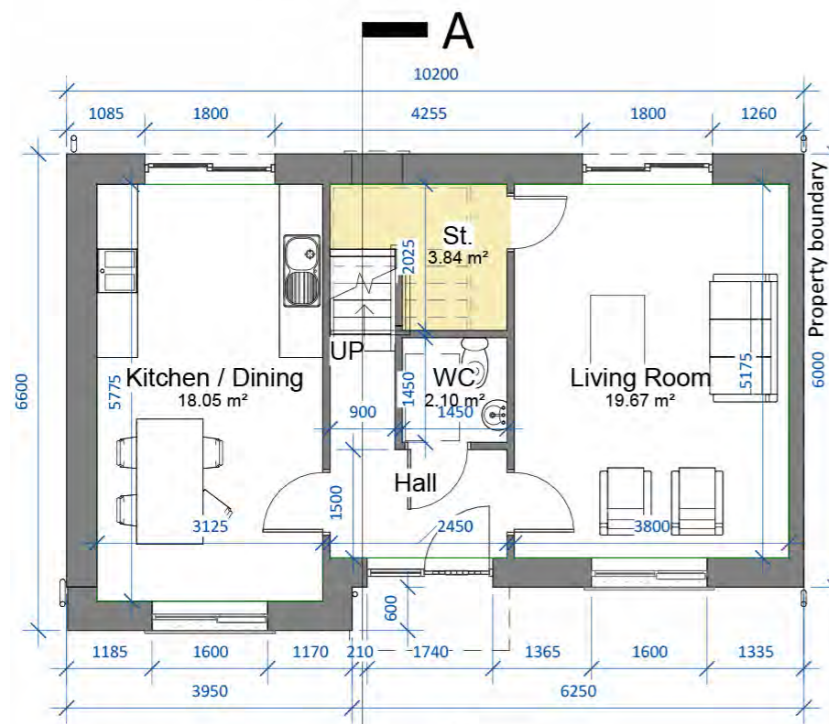 A
10200
1085 1800 4255 1800 1260
Property boundary
St.
3.84 m²
2025
UP
Kitchen / Dining
18.05 m²
5775
WC
2.10 m²
1450
1450
900
Living Room
19.67 m²
5175
6000
6600
Hall
1500
3125
2450
3800
600
1185 1600 1170 210 1740 1365 1600 1335
3950 6250